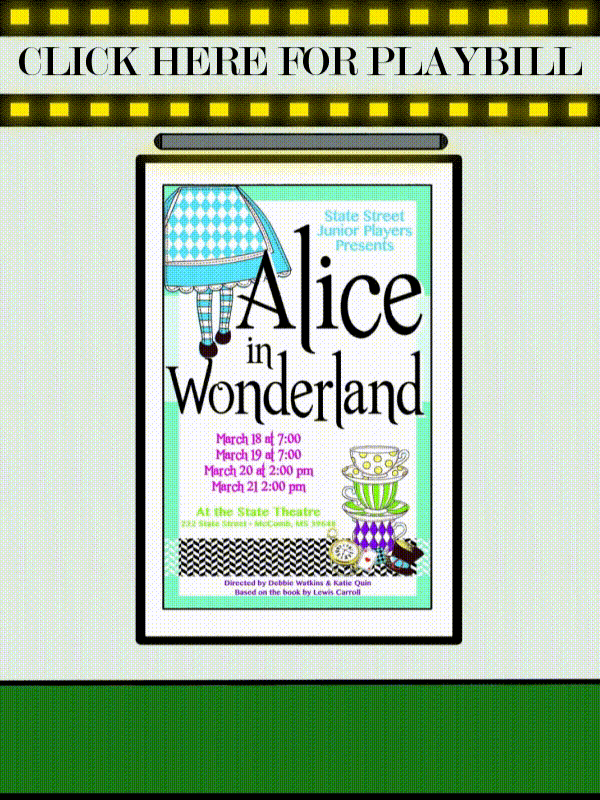 CLICK HERE FOR PLAYBILL
State Street
Junior Players
Presents
Alice
in
Wonderland
March 18 at 7:00
March 19 at 7:00
March 20 at 2:00 pm
March 21 2:00 pm
At the State Theatre
222 State Street • McComb, MS 39648
Directed by Debbie Watkins & Katie Quin
Based on the book by Lewis Carroll